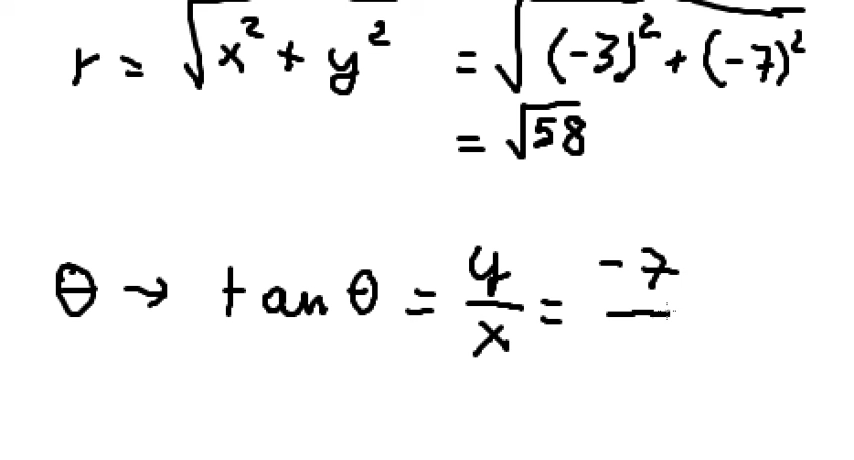 r = √x² + y² = √(-3)² + (-7)²
= √58
θ → tan θ = y/x = -7/